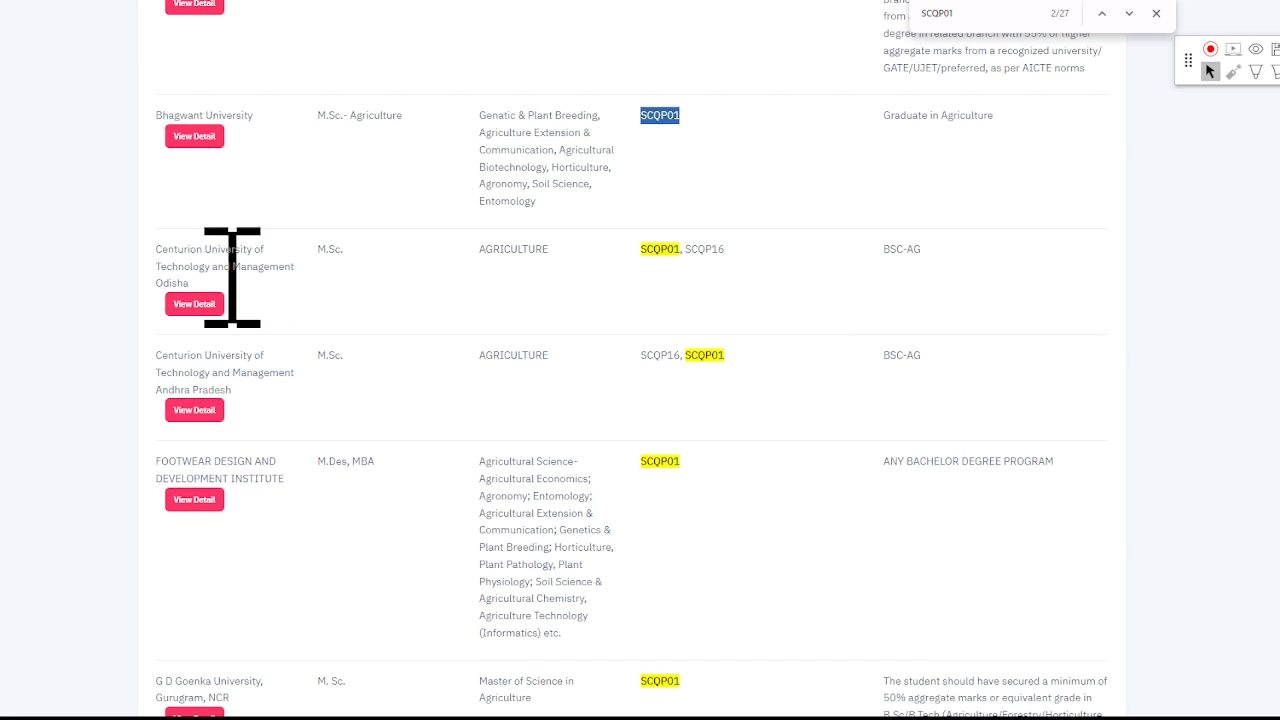 SCQP01 2/27
View Detail
degree in related branch with 55% or higher
aggregate marks from a recognized university/
GATE/UJET/preferred, as per AICTE norms
Bhagwant University M.Sc.- Agriculture Genatic & Plant Breeding, SCQP01 Graduate in Agriculture
View Detail Agriculture Extension &
Communication, Agricultural
Biotechnology, Horticulture,
Agronomy, Soil Science,
Entomology
Centurion University of M.Sc. AGRICULTURE SCQP01, SCQP16 BSC-AG
Technology and Management
Odisha
View Detail
Centurion University of M.Sc. AGRICULTURE SCQP16, SCQP01 BSC-AG
Technology and Management
Andhra Pradesh
View Detail
FOOTWEAR DESIGN AND M.Des, MBA Agricultural Science- SCQP01 ANY BACHELOR DEGREE PROGRAM
DEVELOPMENT INSTITUTE Agricultural Economics;
View Detail Agronomy; Entomology;
Agricultural Extension &
Communication; Genetics &
Plant Breeding; Horticulture,
Plant Pathology, Plant
Physiology; Soil Science &
Agricultural Chemistry,
Agriculture Technology
(Informatics) etc.
G D Goenka University, M. Sc. Master of Science in SCQP01 The student should have secured a minimum of
Gurugram, NCR Agriculture 50% aggregate marks or equivalent grade in
B.Sc/B.Tech (Agriculture/Forestry/Horticulture